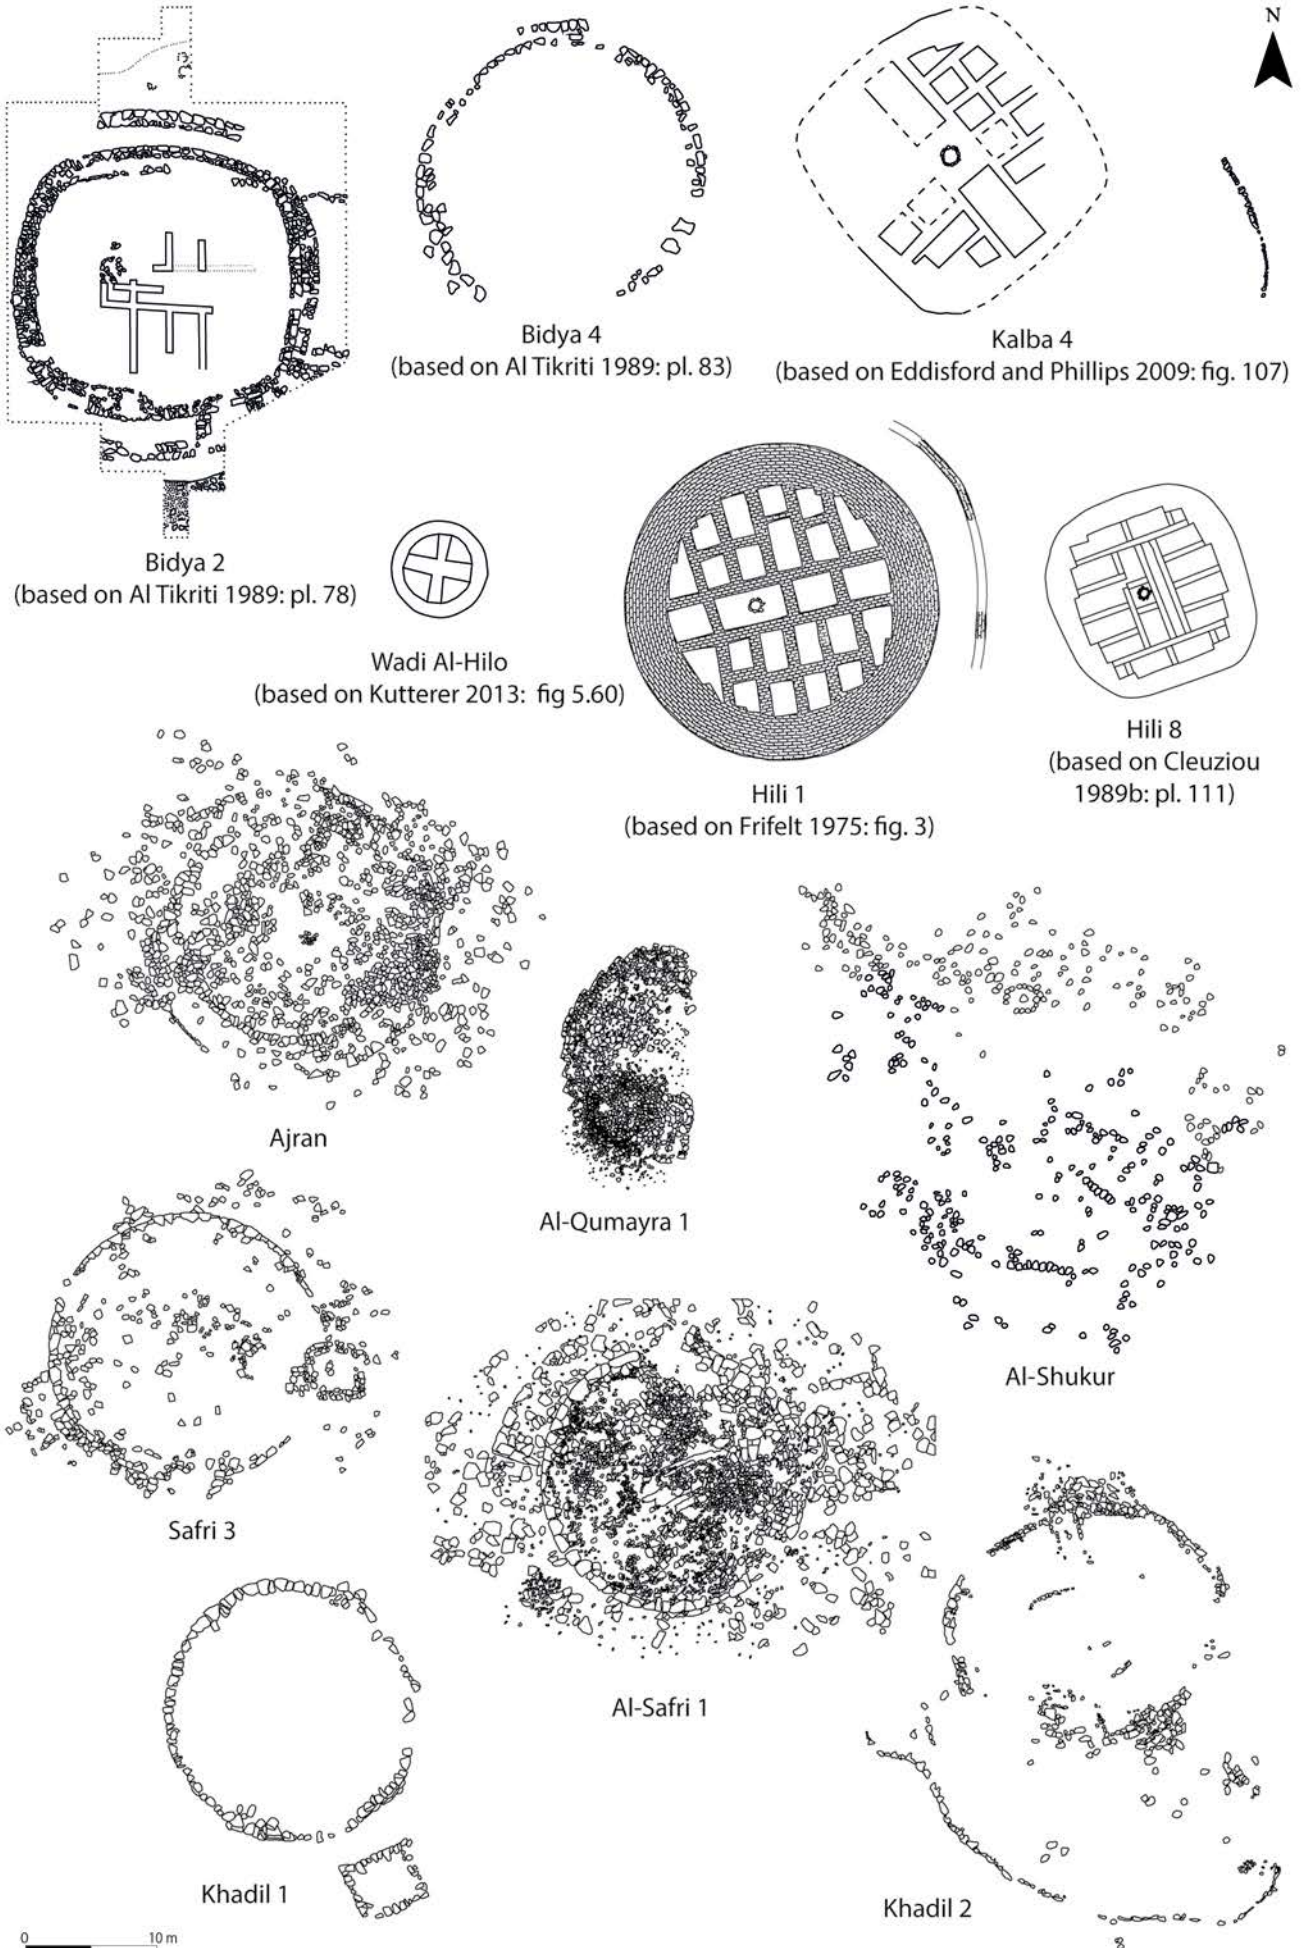 N
Bidya 4
(based on Al Tikriti 1989: pl. 83)
Kalba 4
(based on Eddisford and Phillips 2009: fig. 107)
Bidya 2
(based on Al Tikriti 1989: pl. 78)
Wadi Al-Hilo
(based on Kutterer 2013: fig 5.60)
Hili 1
(based on Frifelt 1975: fig. 3)
Hili 8
(based on Cleuziou
1989b: pl. 111)
Ajran
Al-Qumayra 1
Al-Shukur
Safri 3
Al-Safri 1
Khadil 1
Khadil 2
0 10 m